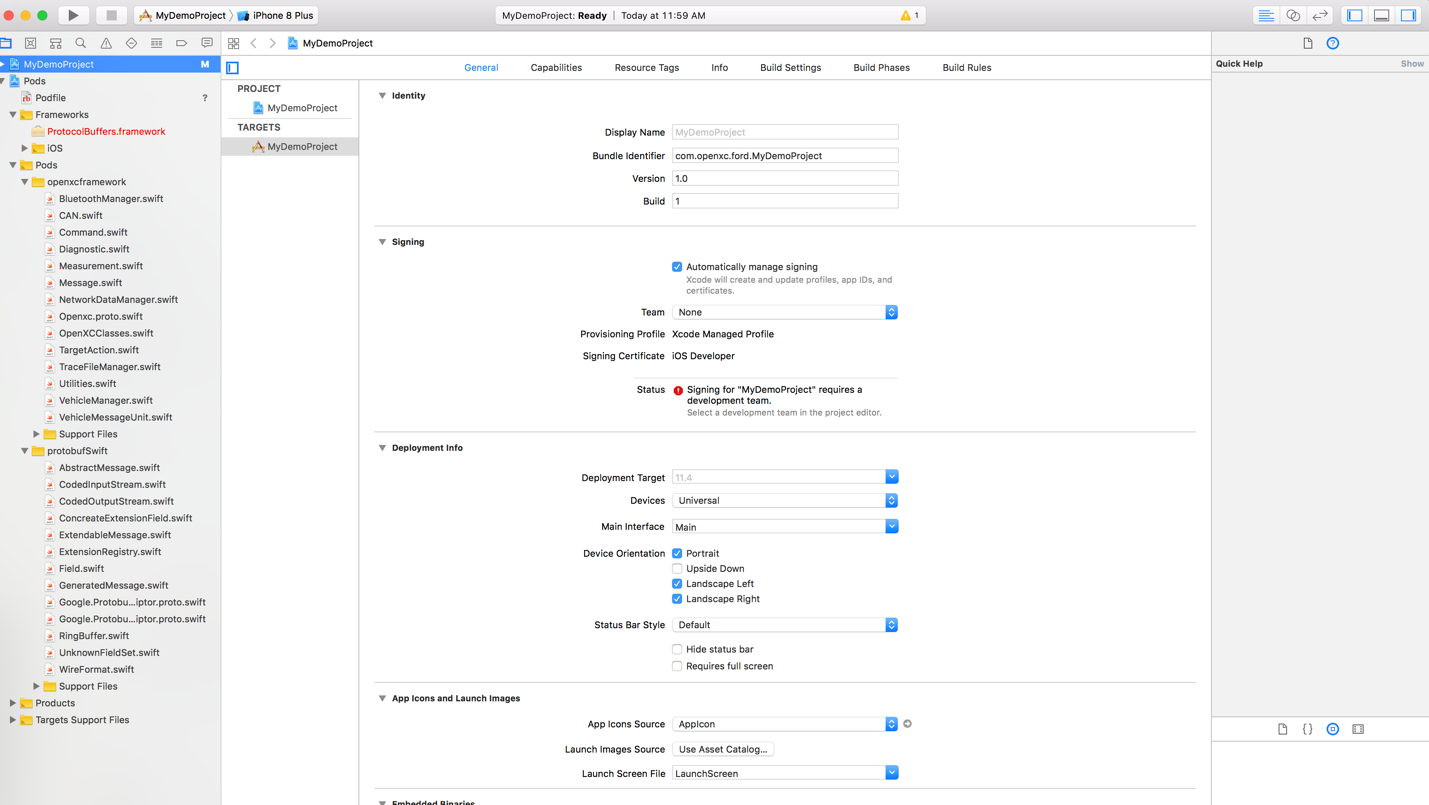 MyDemoProject
iPhone 8 Plus
MyDemoProject: Ready
Today at 11:59 AM
1
MyDemoProject
Quick Help
Show
MyDemoProject
M
Pods
Podfile
?
Frameworks
ProtocolBuffers.framework
iOS
Pods
openxcframework
BluetoothManager.swift
CAN.swift
Command.swift
Diagnostic.swift
Measurement.swift
Message.swift
NetworkDataManager.swift
Openxc.proto.swift
OpenXCClasses.swift
TargetAction.swift
TraceFileManager.swift
Utilities.swift
VehicleManager.swift
VehicleMessageUnit.swift
Support Files
protobufSwift
AbstractMessage.swift
CodedInputStream.swift
CodedOutputStream.swift
ConcreateExtensionField.swift
ExtendableMessage.swift
ExtensionRegistry.swift
Field.swift
GeneratedMessage.swift
Google.Protobu...iptor.proto.swift
Google.Protobu...iptor.proto.swift
RingBuffer.swift
UnknownFieldSet.swift
WireFormat.swift
Support Files
Products
Targets Support Files
General
Capabilities
Resource Tags
Info
Build Settings
Build Phases
Build Rules
PROJECT
MyDemoProject
TARGETS
MyDemoProject
Identity
Display Name MyDemoProject
Bundle Identifier com.openxc.ford.MyDemoProject
Version 1.0
Build 1
Signing
Automatically manage signing
Xcode will create and update profiles, app IDs, and
certificates.
Team None
Provisioning Profile Xcode Managed Profile
Signing Certificate iOS Developer
Status Signing for "MyDemoProject" requires a
development team.
Select a development team in the project editor.
Deployment Info
Deployment Target 11.4
Devices Universal
Main Interface Main
Device Orientation Portrait
Upside Down
Landscape Left
Landscape Right
Status Bar Style Default
Hide status bar
Requires full screen
App Icons and Launch Images
App Icons Source AppIcon
Launch Images Source Use Asset Catalog...
Launch Screen File LaunchScreen
Embedded Binaries